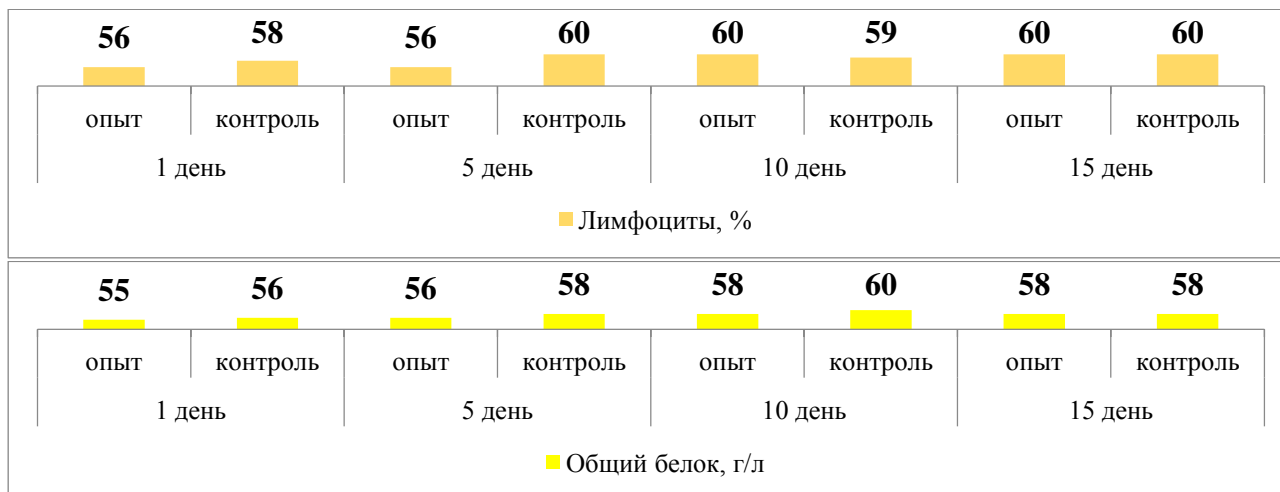 56 58 56 60 60 59 60 60
опыт контроль опыт контроль опыт контроль опыт контроль
1 день 5 день 10 день 15 день
Лимфоциты, %
55 56 56 58 58 60 58 58
опыт контроль опыт контроль опыт контроль опыт контроль
1 день 5 день 10 день 15 день
Общий белок, г/л